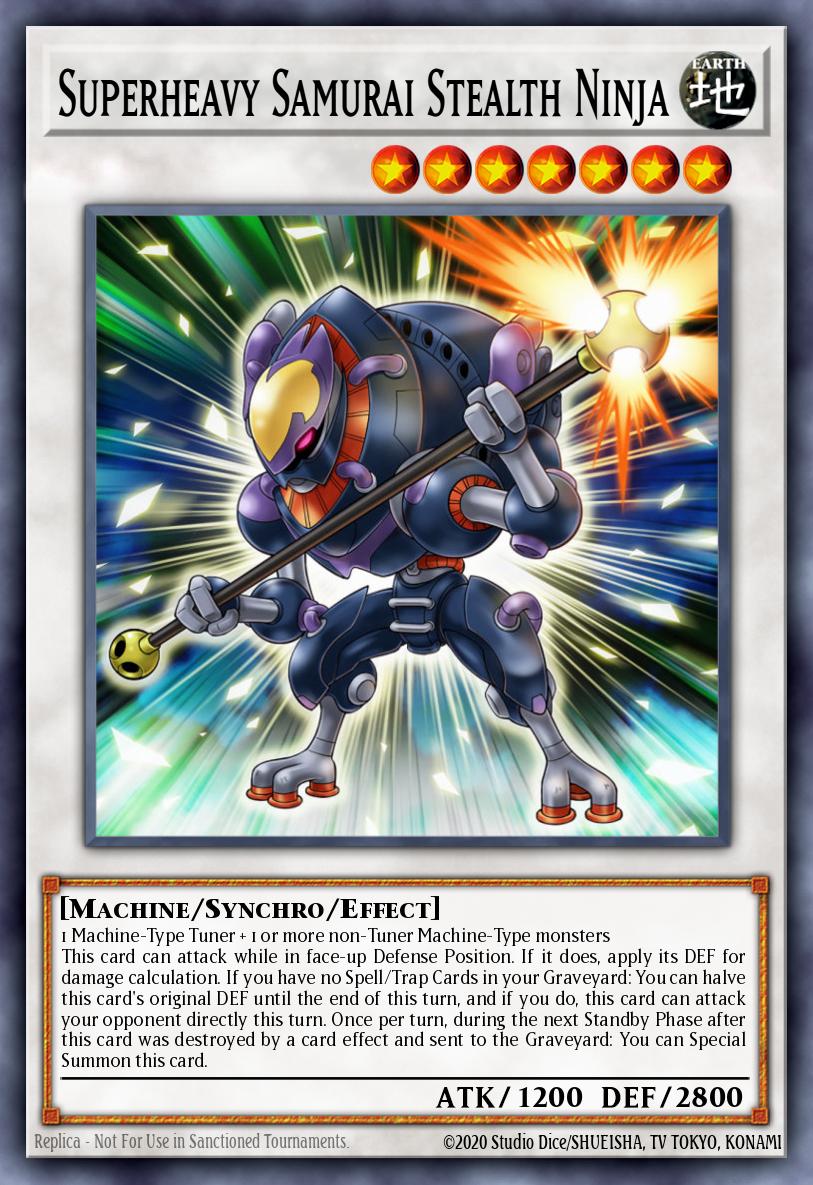 Superheavy Samurai Stealth Ninja
EARTH
地
[Machine/Synchro/Effect]
1 Machine-Type Tuner + 1 or more non-Tuner Machine-Type monsters
This card can attack while in face-up Defense Position. If it does, apply its DEF for
damage calculation. If you have no Spell/Trap Cards in your Graveyard: You can halve
this card's original DEF until the end of this turn, and if you do, this card can attack
your opponent directly this turn. Once per turn, during the next Standby Phase after
this card was destroyed by a card effect and sent to the Graveyard: You can Special
Summon this card.
ATK/1200 DEF/2800
Replica - Not For Use in Sanctioned Tournaments.
©2020 Studio Dice/SHUEISHA, TV TOKYO, KONAMI